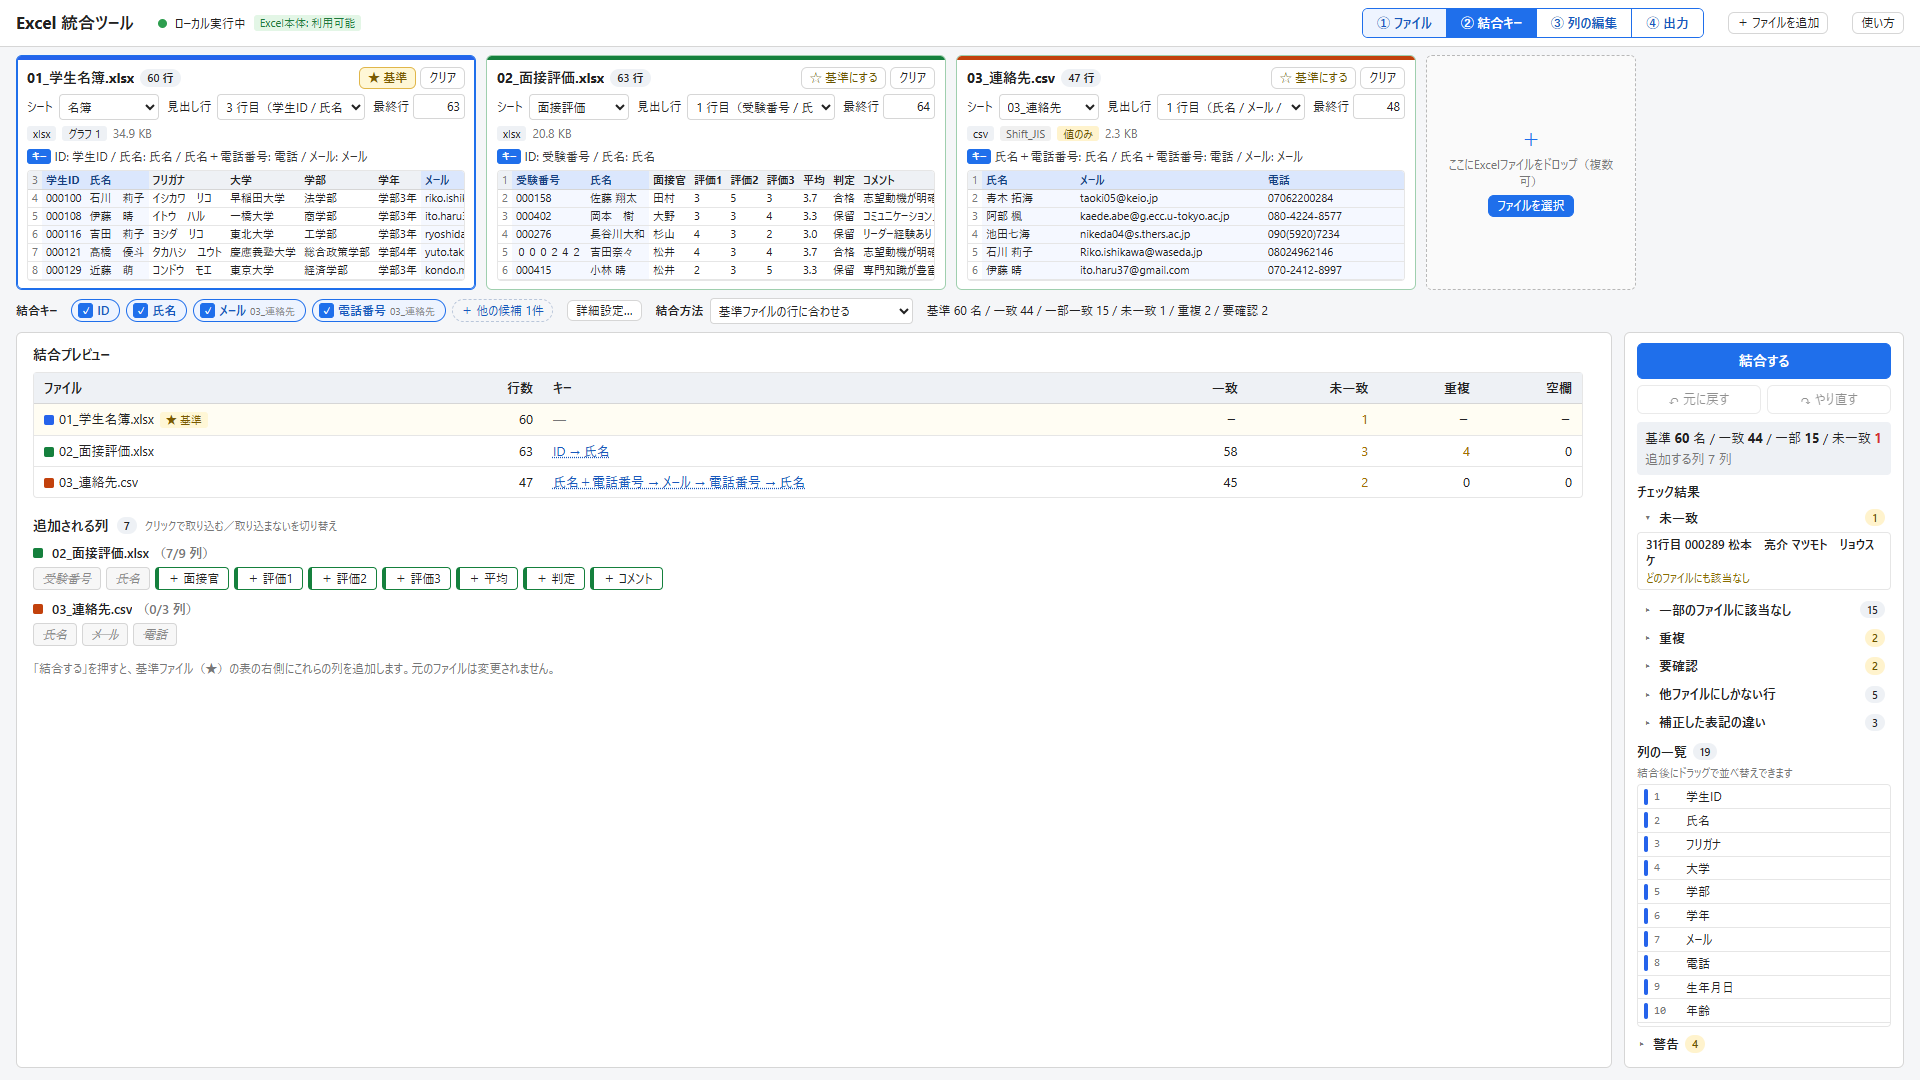 Excel 統合ツール
ローカル実行中 Excel本体: 利用可能
① ファイル ② 結合キー ③ 列の編集 ④ 出力
＋ ファイルを追加 使い方
01_学生名簿.xlsx 60 行 ★ 基準 クリア
シート 名簿 見出し行 3 行目（学生ID / 氏名 最終行 63
xlsx グラフ 1 34.9 KB
キー ID: 学生ID / 氏名: 氏名 / 氏名＋電話番号: 電話 / メール: メール
3 学生ID 氏名 フリガナ 大学 学部 学年 メール
4 000100 石川　莉子 イシカワ　リコ 早稲田大学 法学部 学部3年 riko.ishi
5 000108 伊藤　晴 イトウ　ハル 一橋大学 商学部 学部3年 ito.haru
6 000116 吉田　莉子 ヨシダ　リコ 東北大学 工学部 学部3年 ryoshida
7 000121 高橋　優斗 タカハシ　ユウト 慶應義塾大学 総合政策学部 学部4年 yuto.tak
8 000129 近藤　萌 コンドウ　モエ 東京大学 経済学部 学部3年 kondo.m
02_面接評価.xlsx 63 行 ☆ 基準にする クリア
シート 面接評価 見出し行 1 行目（受験番号 / 氏 最終行 64
xlsx 20.8 KB
キー ID: 受験番号 / 氏名: 氏名
1 受験番号 氏名 面接官 評価1 評価2 評価3 平均 判定 コメント
2 000158 佐藤 翔太 田村 3 5 3 3.7 合格 志望動機が明確
3 000402 岡本　樹 大野 3 3 4 3.3 保留 コミュニケーション
4 000276 長谷川大和 杉山 4 3 2 3.0 保留 リーダー経験あり
5 ０００２４２ 吉田奈々 松井 4 3 4 3.7 合格 志望動機が明確
6 000415 小林 晴 松井 2 3 5 3.3 保留 専門知識が豊富
03_連絡先.csv 47 行 ☆ 基準にする クリア
シート 03_連絡先 見出し行 1 行目（氏名 / メール / 最終行 48
csv Shift_JIS 値のみ 2.3 KB
キー 氏名＋電話番号: 氏名 / 氏名＋電話番号: 電話 / メール: メール
1 氏名 メール 電話
2 青木 拓海 taoki05@keio.jp 07062200284
3 阿部 楓 kaede.abe@g.ecc.u-tokyo.ac.jp 080-4224-8577
4 池田七海 nikeda04@s.thers.ac.jp 090(5920)7234
5 石川 莉子 Riko.ishikawa@waseda.jp 08024962146
6 伊藤 晴 ito.haru37@gmail.com 070-2412-8997
＋
ここにExcelファイルをドロップ（複数
可）
ファイルを選択
結合キー ID 氏名 メール 03_連絡先 電話番号 03_連絡先 ＋ 他の候補 1件 詳細設定... 結合方法 基準ファイルの行に合わせる 基準 60 名 / 一致 44 / 一部一致 15 / 未一致 1 / 重複 2 / 要確認 2
結合プレビュー
ファイル 行数 キー 一致 未一致 重複 空欄
01_学生名簿.xlsx ★ 基準 60 — – 1 – –
02_面接評価.xlsx 63 ID → 氏名 58 3 4 0
03_連絡先.csv 47 氏名＋電話番号 → メール → 電話番号 → 氏名 45 2 0 0
追加される列 7 クリックで取り込む／取り込まないを切り替え
02_面接評価.xlsx （7/9 列）
受験番号 氏名 ＋ 面接官 ＋ 評価1 ＋ 評価2 ＋ 評価3 ＋ 平均 ＋ 判定 ＋ コメント
03_連絡先.csv （0/3 列）
氏名 メール 電話
「結合する」を押すと、基準ファイル（★）の表の右側にこれらの列を追加します。元のファイルは変更されません。
結合する
元に戻す やり直す
基準 60 名 / 一致 44 / 一部 15 / 未一致 1
追加する列 7 列
チェック結果
未一致 1
31行目 000289 松本　亮介 マツモト　リョウス
ケ
どのファイルにも該当なし
一部のファイルに該当なし 15
重複 2
要確認 2
他ファイルにしかない行 5
補正した表記の違い 3
列の一覧 19
結合後にドラッグで並べ替えできます
1 学生ID
2 氏名
3 フリガナ
4 大学
5 学部
6 学年
7 メール
8 電話
9 生年月日
10 年齢
警告 4